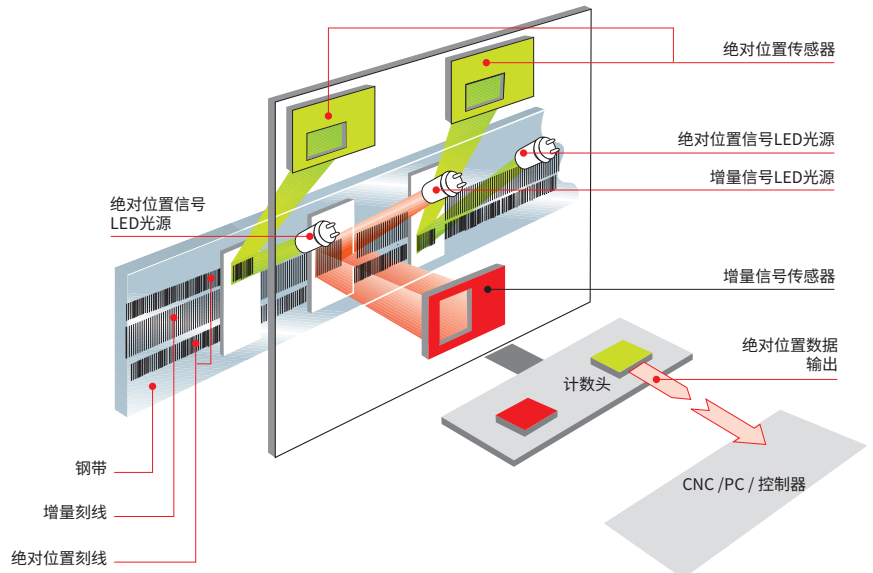 绝对位置传感器
绝对位置信号LED光源
增量信号LED光源
绝对位置信号
LED光源
增量信号传感器
绝对位置数据
输出
计数头
钢带
CNC /PC / 控制器
增量刻线
绝对位置刻线